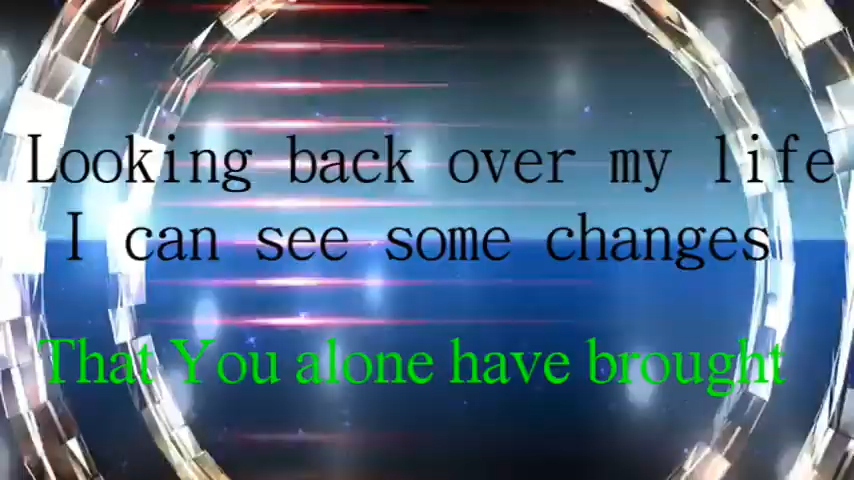 Looking back over my life
I can see some changes
That You alone have brought